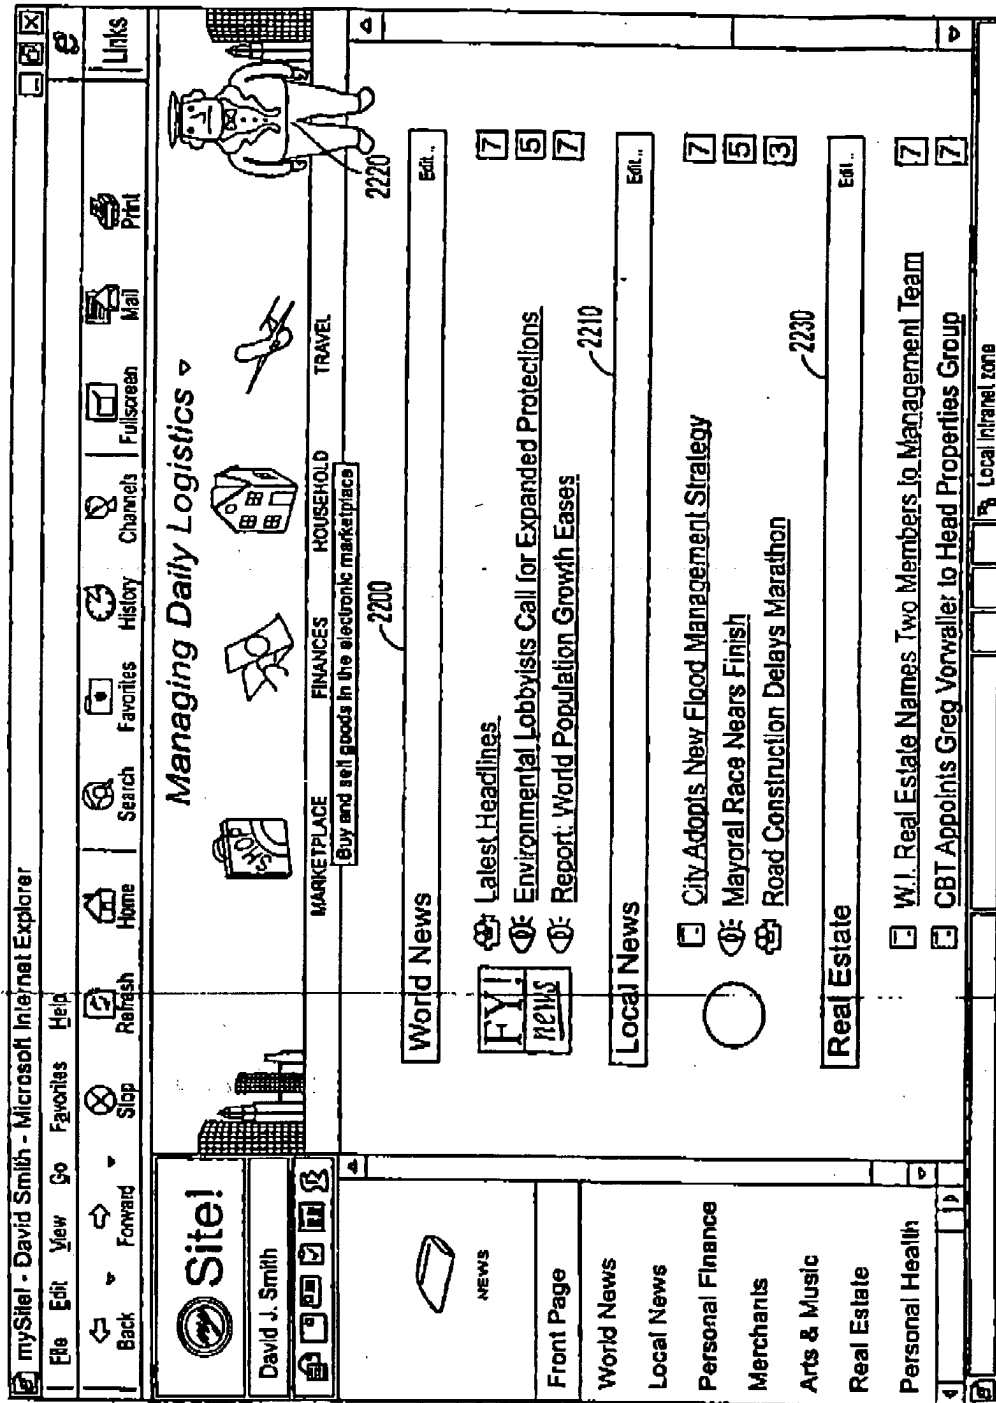 mySite! - David Smith - Microsoft Internet Explorer
File Edit View Go Favorites Help
Back Forward Stop Refresh Home Search Favorites History Channels Fullscreen Mail Print Links
my Site!
David J. Smith
Managing Daily Logistics
SHOP
MARKETPLACE FINANCES HOUSEHOLD TRAVEL
Buy and sell goods in the electronic marketplace
2220
NEWS
Front Page
World News
Local News
Personal Finance
Merchants
Arts & Music
Real Estate
Personal Health
2200
World News Edit..
FY!
news
Latest Headlines 7
Environmental Lobbyists Call for Expanded Protections 5
Report: World Population Growth Eases 7
2210
Local News Edit..
City Adopts New Flood Management Strategy 7
Mayoral Race Nears Finish 5
Road Construction Delays Marathon 3
2230
Real Estate Edit..
W.I. Real Estate Names Two Members to Management Team 7
CBT Appoints Greg Vorwaller to Head Properties Group 7
Local intranet zone